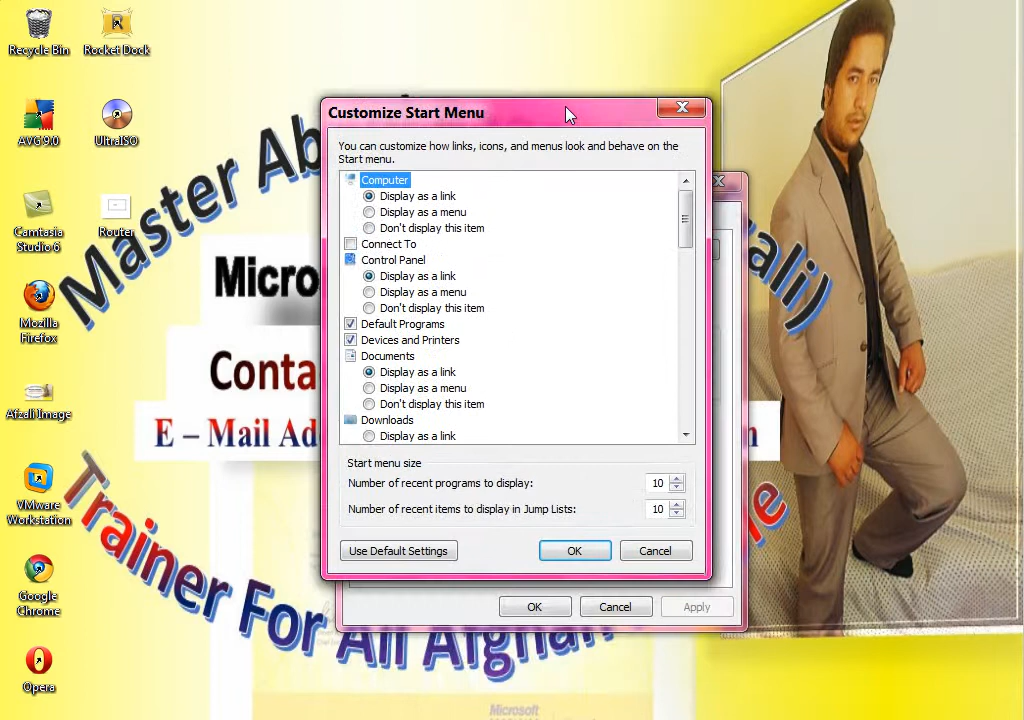 Recycle Bin
Rocket Dock
AVG 9.0
UltraISO
Camtasia
Studio 6
Router
Mozilla
Firefox
Afzali Image
VMware
Workstation
Google
Chrome
Opera
Master Ab
zali)
Micro
Conta
E – Mail Ad
m
Trainer For All Afghan
le
Customize Start Menu
You can customize how links, icons, and menus look and behave on the
Start menu.
Computer
Display as a link
Display as a menu
Don't display this item
Connect To
Control Panel
Display as a link
Display as a menu
Don't display this item
Default Programs
Devices and Printers
Documents
Display as a link
Display as a menu
Don't display this item
Downloads
Display as a link
Start menu size
Number of recent programs to display: 10
Number of recent items to display in Jump Lists: 10
Use Default Settings OK Cancel
OK Cancel Apply
Microsoft